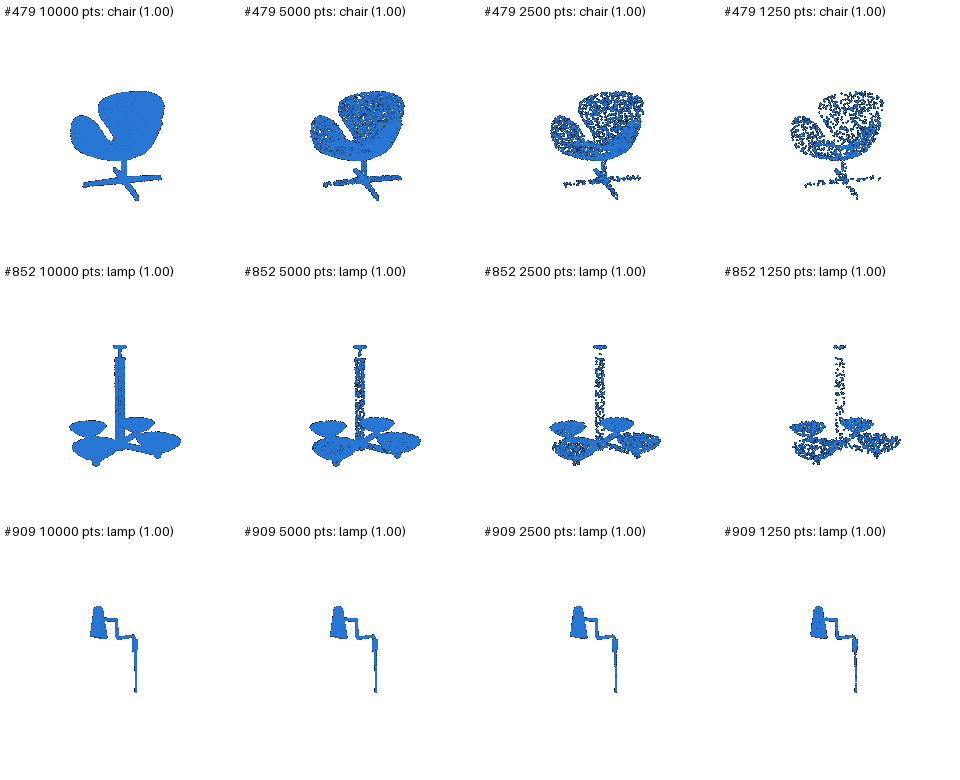 #479 10000 pts: chair (1.00)
#479 5000 pts: chair (1.00)
#479 2500 pts: chair (1.00)
#479 1250 pts: chair (1.00)
#852 10000 pts: lamp (1.00)
#852 5000 pts: lamp (1.00)
#852 2500 pts: lamp (1.00)
#852 1250 pts: lamp (1.00)
#909 10000 pts: lamp (1.00)
#909 5000 pts: lamp (1.00)
#909 2500 pts: lamp (1.00)
#909 1250 pts: lamp (1.00)